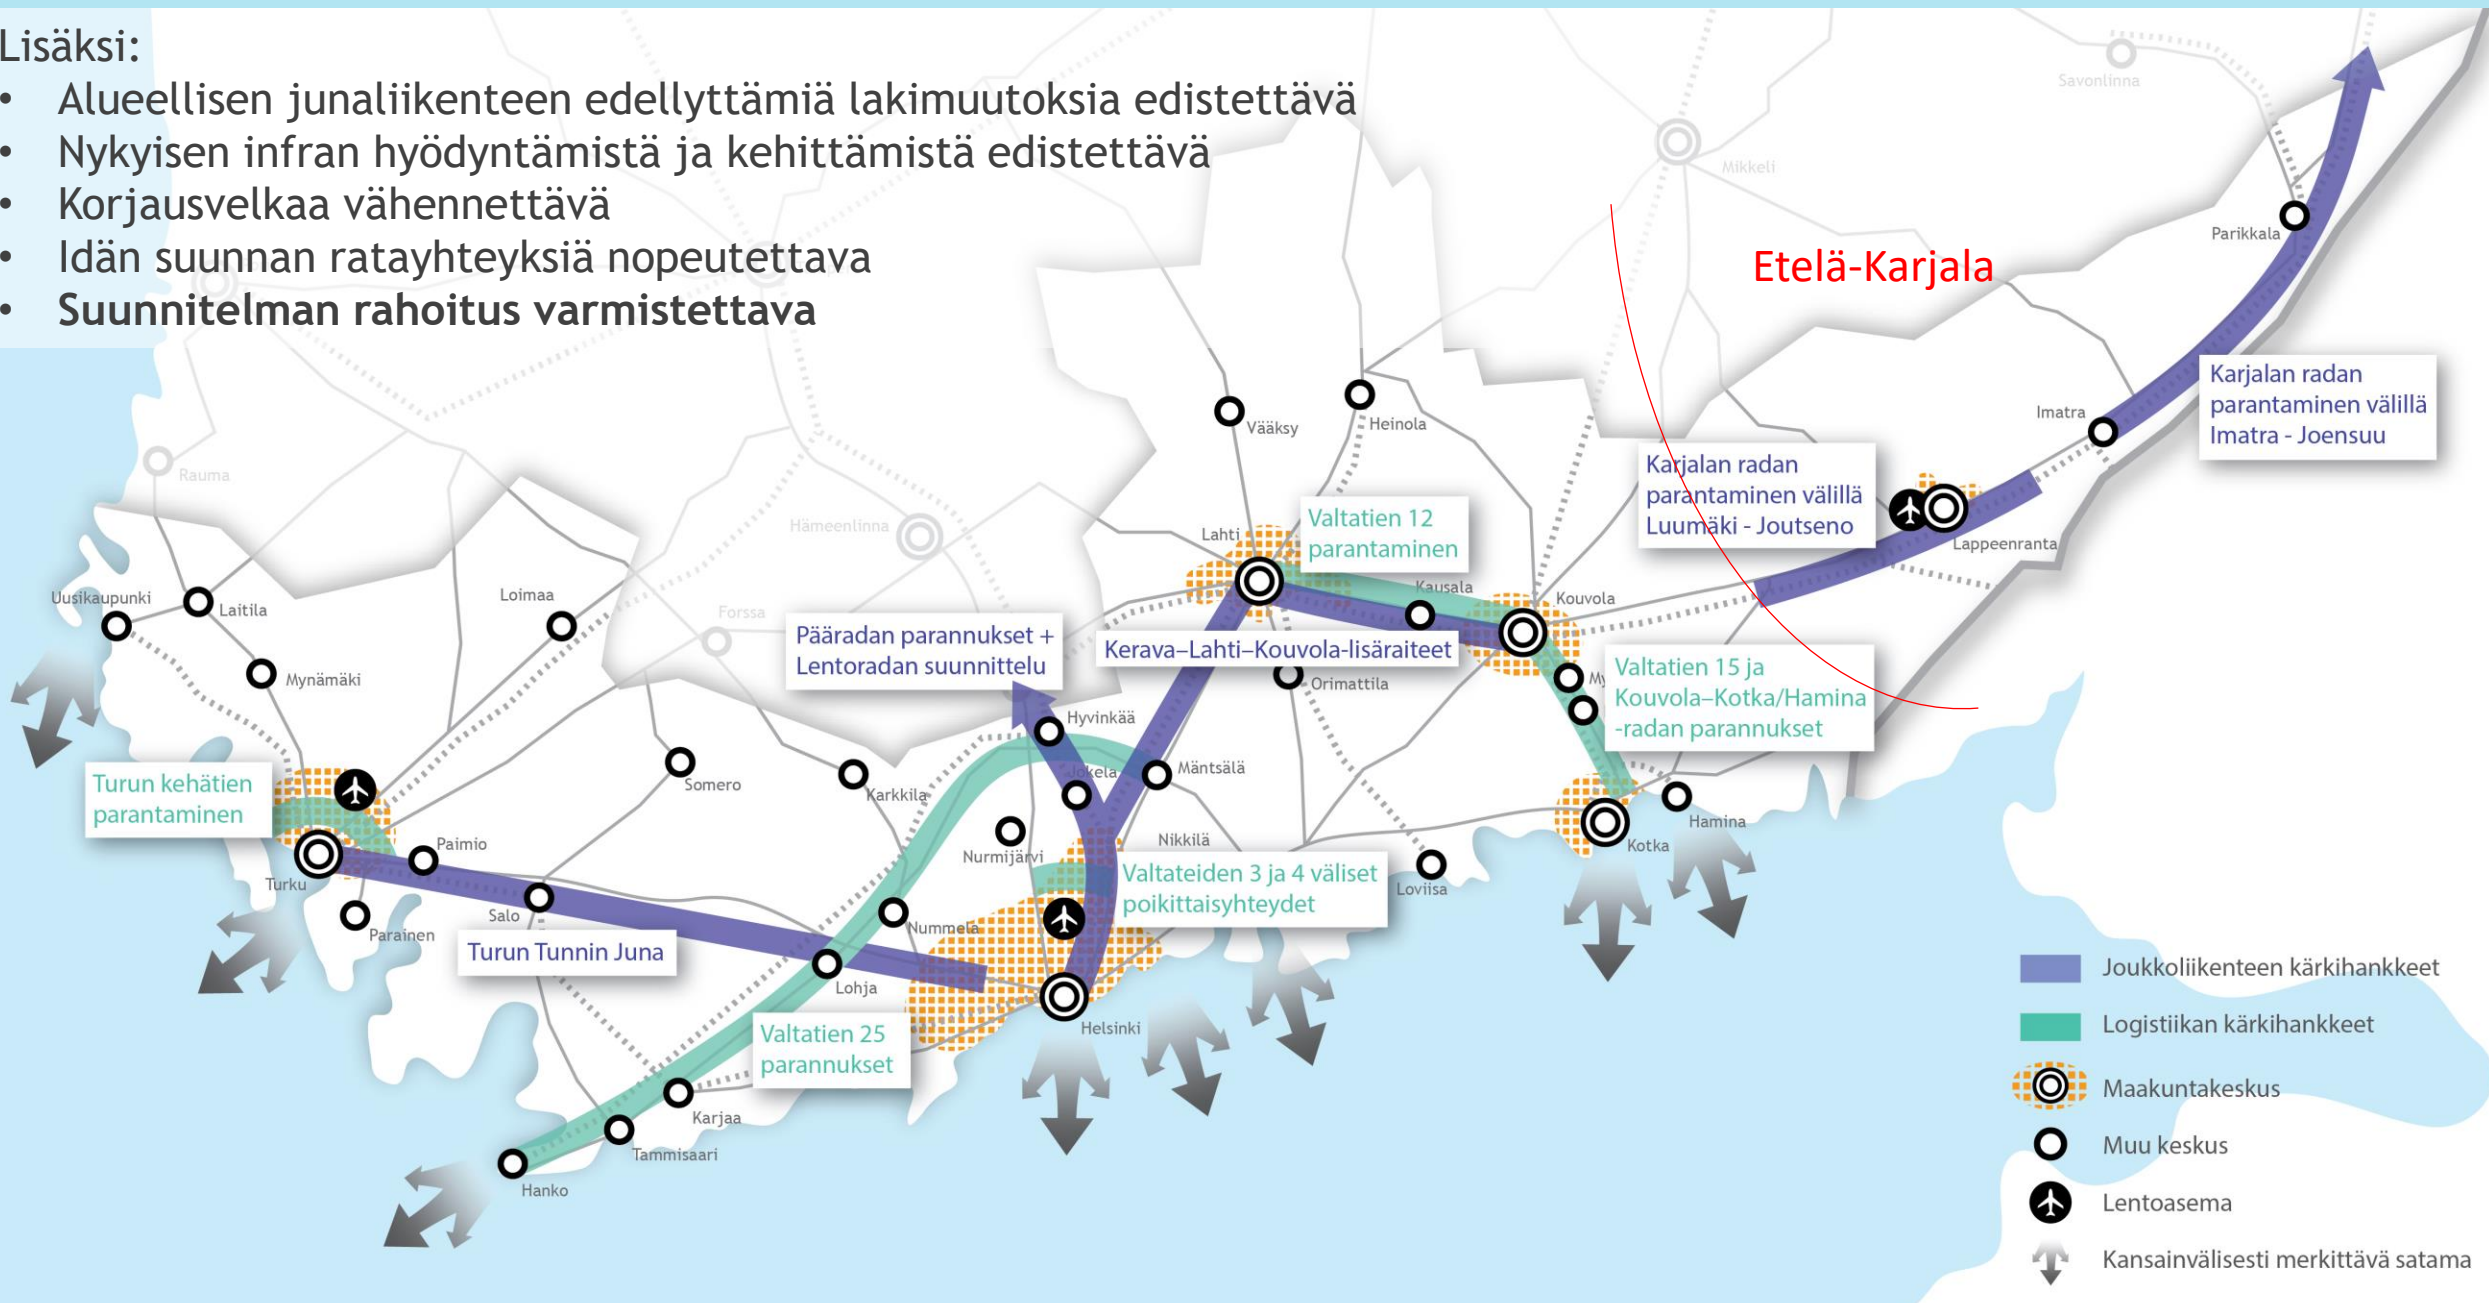 Lisäksi:
• Alueellisen junaliikenteen edellyttämiä lakimuutoksia edistettävä
• Nykyisen infran hyödyntämistä ja kehittämistä edistettävä
• Korjausvelkaa vähennettävä
• Idän suunnan ratayhteyksiä nopeutettava
• Suunnitelman rahoitus varmistettava
Savonlinna
Mikkeli
Parikkala
Etelä-Karjala
Karjalan radan
parantaminen välillä
Imatra - Joensuu
Imatra
Vääksy
Heinola
Rauma
Karjalan radan
parantaminen välillä
Luumäki - Joutseno
Lappeenranta
Hämeenlinna
Lahti
Valtatien 12
parantaminen
Kausala
Kouvola
Uusikaupunki
Laitila
Loimaa
Forssa
Pääradan parannukset +
Lentoradan suunnittelu
Kerava–Lahti–Kouvola-lisäraiteet
Orimattila
My
Valtatien 15 ja
Kouvola–Kotka/Hamina
-radan parannukset
Mynämäki
Hyvinkää
Jokela
Mäntsälä
Turun kehätien
parantaminen
Somero
Karkkila
Nurmijärvi
Nikkilä
Hamina
Kotka
Paimio
Turku
Valtateiden 3 ja 4 väliset
poikittaisyhteydet
Loviisa
Salo
Parainen
Nummela
Turun Tunnin Juna
Lohja
Helsinki
Valtatien 25
parannukset
Karjaa
Tammisaari
Hanko
Joukkoliikenteen kärkihankkeet
Logistiikan kärkihankkeet
Maakuntakeskus
Muu keskus
Lentoasema
Kansainvälisesti merkittävä satama